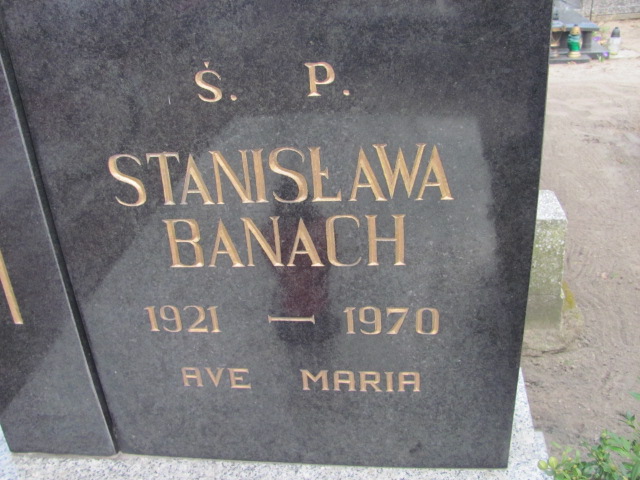 Ś. P.
STANISŁAWA
BANACH
1921 — 1970
AVE MARIA